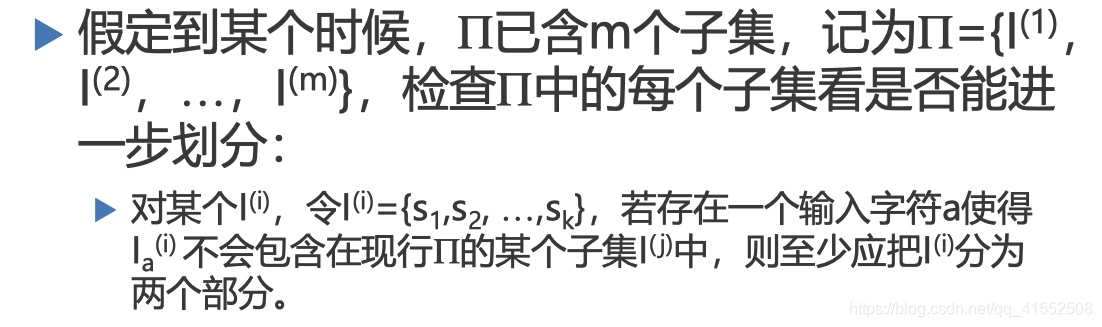 假定到某个时候，Π已含m个子集，记为Π={I⁽¹⁾，
I⁽²⁾，…，I⁽ᵐ⁾}，检查Π中的每个子集看是否能进
一步划分：
对某个I⁽ⁱ⁾，令I⁽ⁱ⁾={s₁,s₂, …,sₖ}，若存在一个输入字符a使得
Iₐ⁽ⁱ⁾ 不会包含在现行Π的某个子集I⁽ʲ⁾中，则至少应把I⁽ⁱ⁾分为
两个部分。
https://blog.csdn.net/qq_41552508